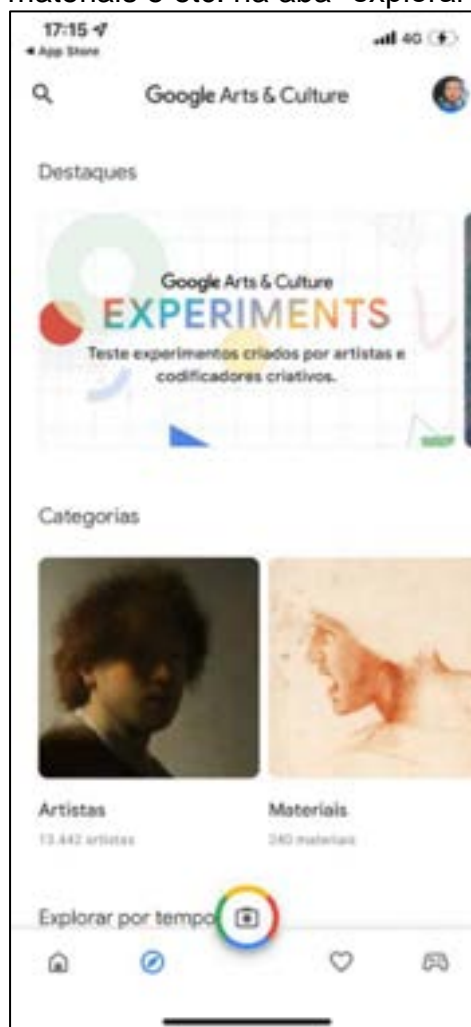 materiais e etc. na aba "explorar"
17:15
App Store
4G
Google Arts & Culture
Destaques
Google Arts & Culture
EXPERIMENTS
Teste experimentos criados por artistas e
codificadores criativos.
Categorias
Artistas
Materiais
13.442 artistas
240 materiais
Explorar por tempo